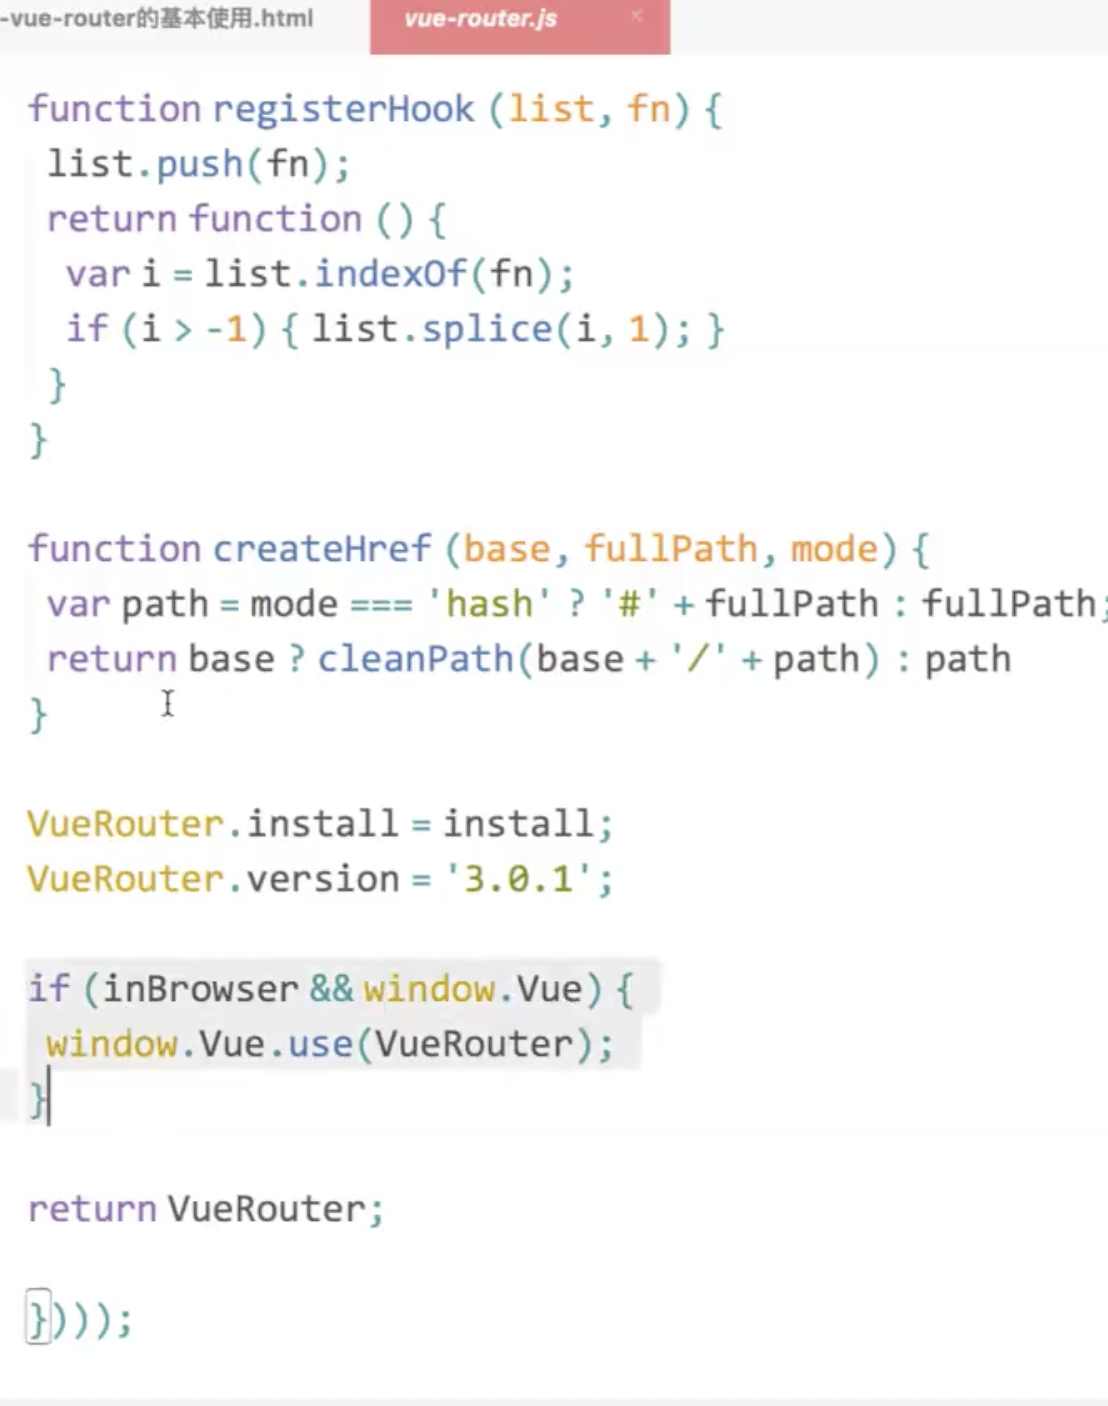 -vue-router的基本使用.html
vue-router.js ×
function registerHook (list, fn) {
list.push(fn);
return function () {
var i = list.indexOf(fn);
if (i > -1) { list.splice(i, 1); }
}
}
function createHref (base, fullPath, mode) {
var path = mode === 'hash' ? '#' + fullPath : fullPath;
return base ? cleanPath(base + '/' + path) : path
}
VueRouter.install = install;
VueRouter.version = '3.0.1';
if (inBrowser && window.Vue) {
window.Vue.use(VueRouter);
}
return VueRouter;
})));